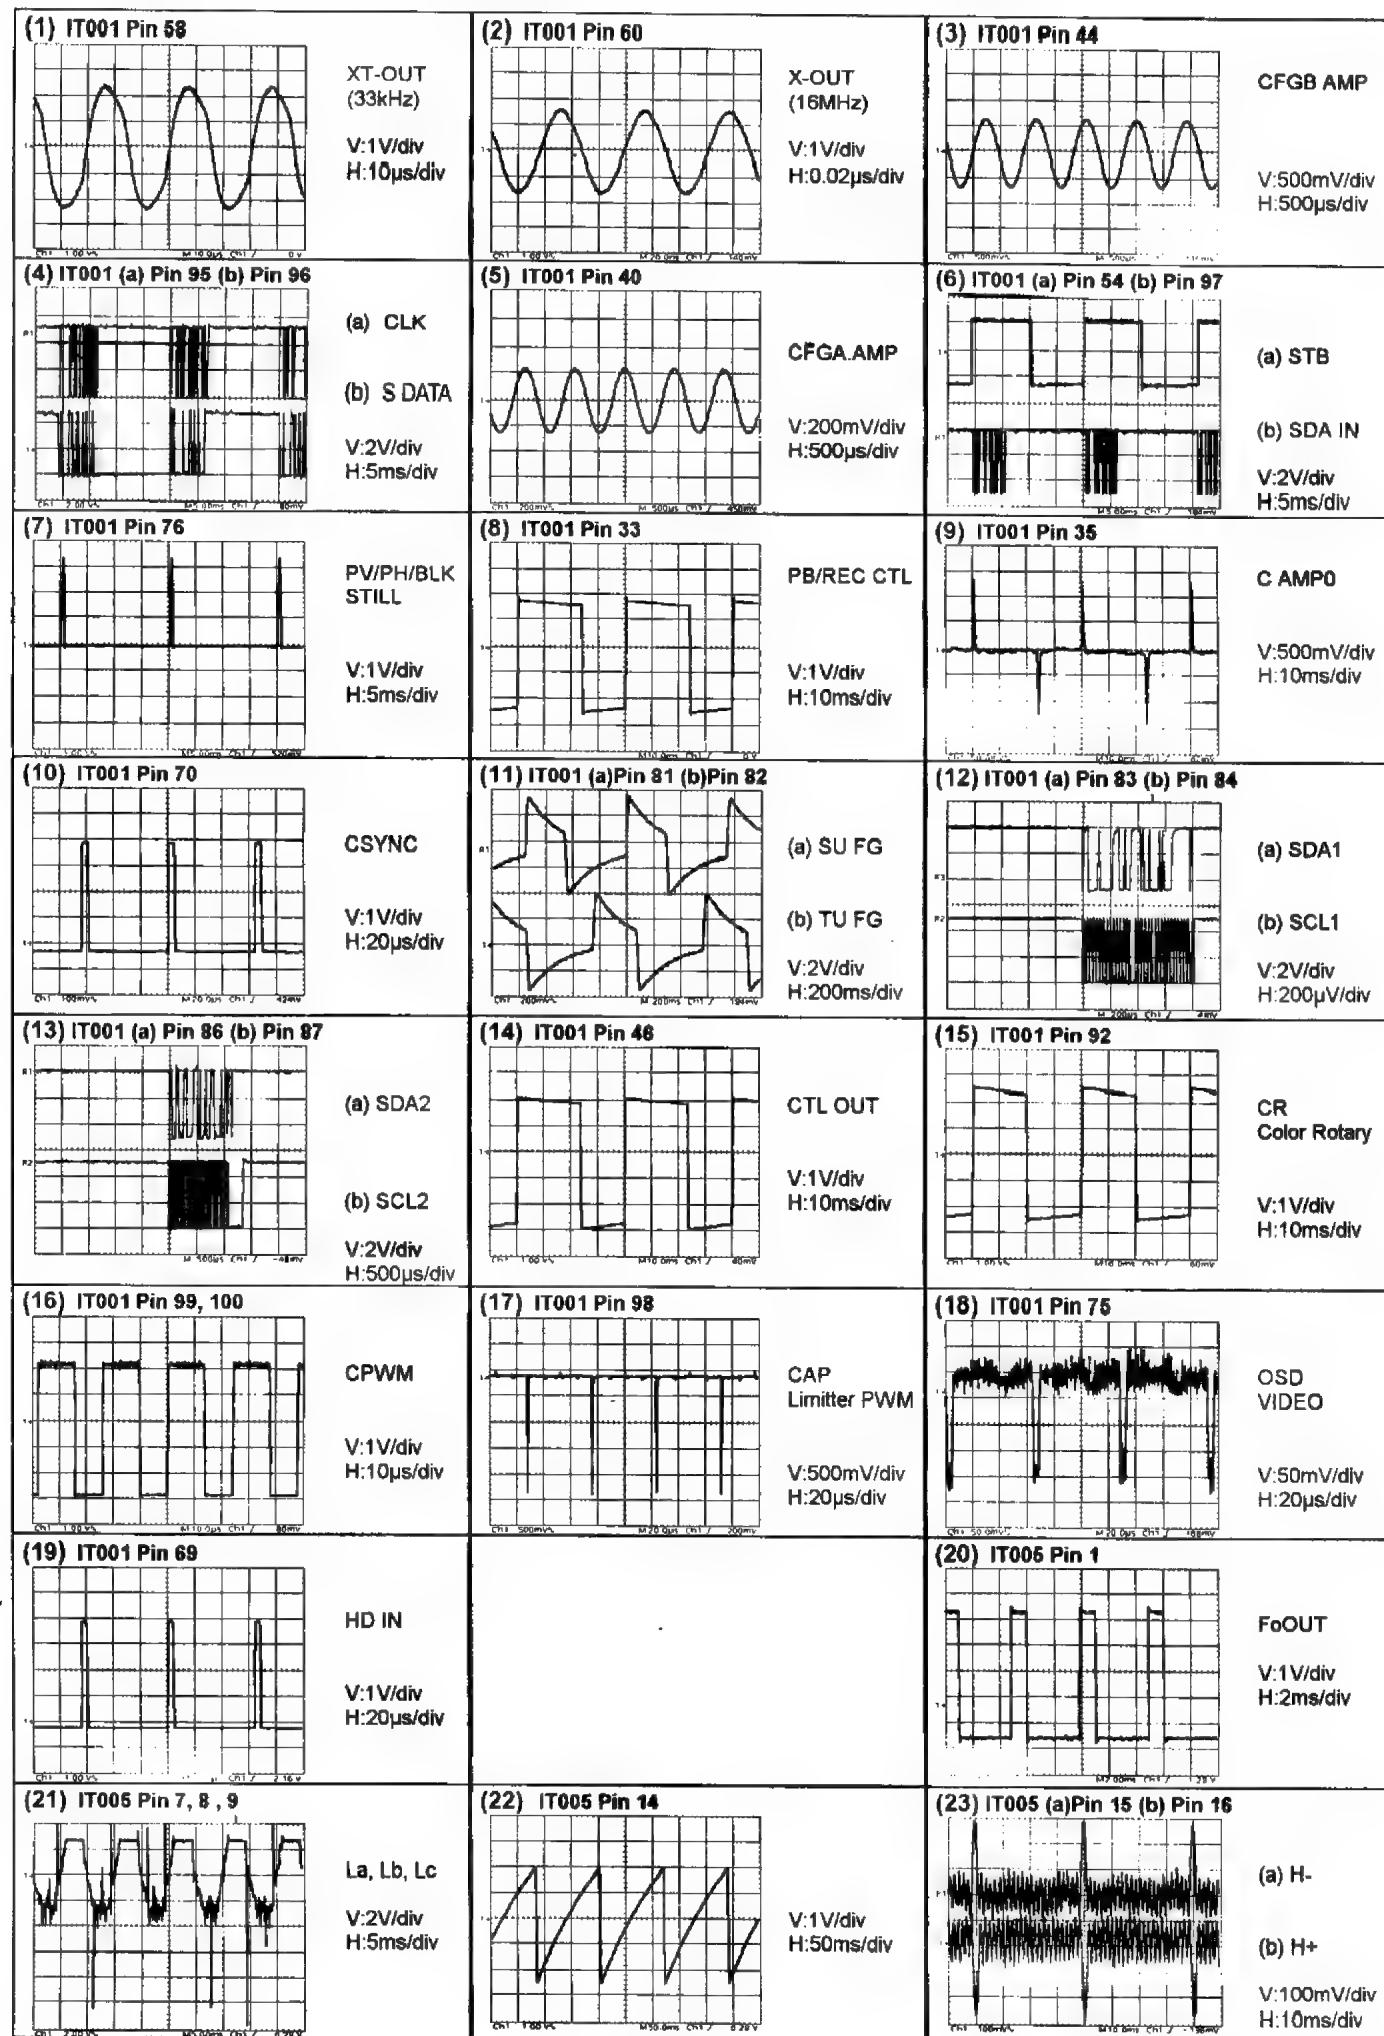 (1) IT001 Pin 58
XT-OUT
(33kHz)
V:1V/div
H:10µs/div
(2) IT001 Pin 60
X-OUT
(16MHz)
V:1V/div
H:0.02µs/div
(3) IT001 Pin 44
CFGB AMP
V:500mV/div
H:500µs/div
(4) IT001 (a) Pin 95 (b) Pin 96
(a) CLK
(b) S DATA
V:2V/div
H:5ms/div
(5) IT001 Pin 40
CFGA.AMP
V:200mV/div
H:500µs/div
(6) IT001 (a) Pin 54 (b) Pin 97
(a) STB
(b) SDA IN
V:2V/div
H:5ms/div
(7) IT001 Pin 76
PV/PH/BLK
STILL
V:1V/div
H:5ms/div
(8) IT001 Pin 33
PB/REC CTL
V:1V/div
H:10ms/div
(9) IT001 Pin 35
C AMP0
V:500mV/div
H:10ms/div
(10) IT001 Pin 70
CSYNC
V:1V/div
H:20µs/div
(11) IT001 (a)Pin 81 (b)Pin 82
(a) SU FG
(b) TU FG
V:2V/div
H:200ms/div
(12) IT001 (a) Pin 83 (b) Pin 84
(a) SDA1
(b) SCL1
V:2V/div
H:200µV/div
(13) IT001 (a) Pin 86 (b) Pin 87
(a) SDA2
(b) SCL2
V:2V/div
H:500µs/div
(14) IT001 Pin 46
CTL OUT
V:1V/div
H:10ms/div
(15) IT001 Pin 92
CR
Color Rotary
V:1V/div
H:10ms/div
(16) IT001 Pin 99, 100
CPWM
V:1V/div
H:10µs/div
(17) IT001 Pin 98
CAP
Limitter PWM
V:500mV/div
H:20µs/div
(18) IT001 Pin 75
OSD
VIDEO
V:50mV/div
H:20µs/div
(19) IT001 Pin 69
HD IN
V:1V/div
H:20µs/div
(20) IT005 Pin 1
FoOUT
V:1V/div
H:2ms/div
(21) IT005 Pin 7, 8 , 9
La, Lb, Lc
V:2V/div
H:5ms/div
(22) IT005 Pin 14
V:1V/div
H:50ms/div
(23) IT005 (a)Pin 15 (b) Pin 16
(a) H-
(b) H+
V:100mV/div
H:10ms/div